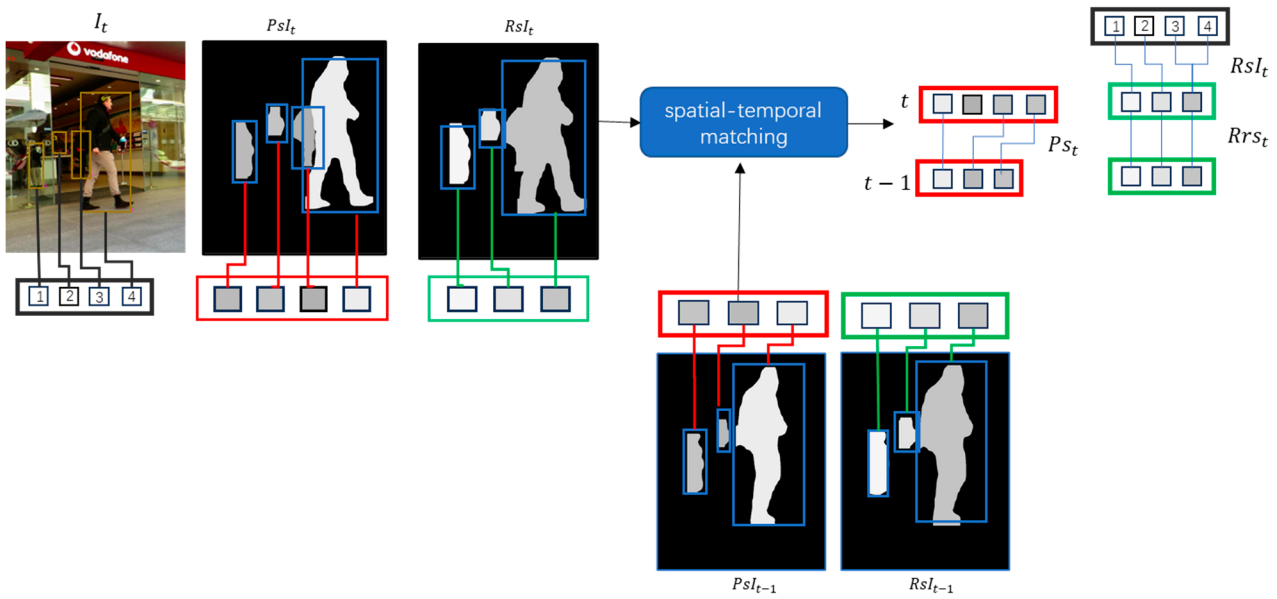 I_t
PsI_t
RsI_t
vodafone
1 2 3 4
spatial-temporal
matching
t
t − 1
Ps_t
1 2 3 4
RsI_t
Rrs_t
PsI_{t−1}
RsI_{t−1}